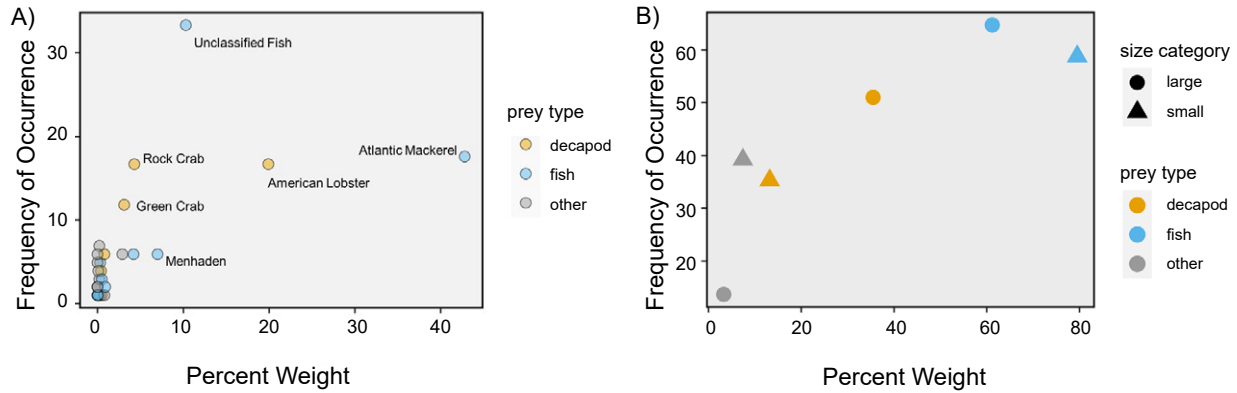 A)
Frequency of Occurrence
30
20
10
0
0
10
20
30
40
Percent Weight
Unclassified Fish
Rock Crab
Atlantic Mackerel
American Lobster
Green Crab
Menhaden
prey type
decapod
fish
other
B)
Frequency of Occurrence
60
50
40
30
20
0
20
40
60
80
Percent Weight
size category
large
small
prey type
decapod
fish
other